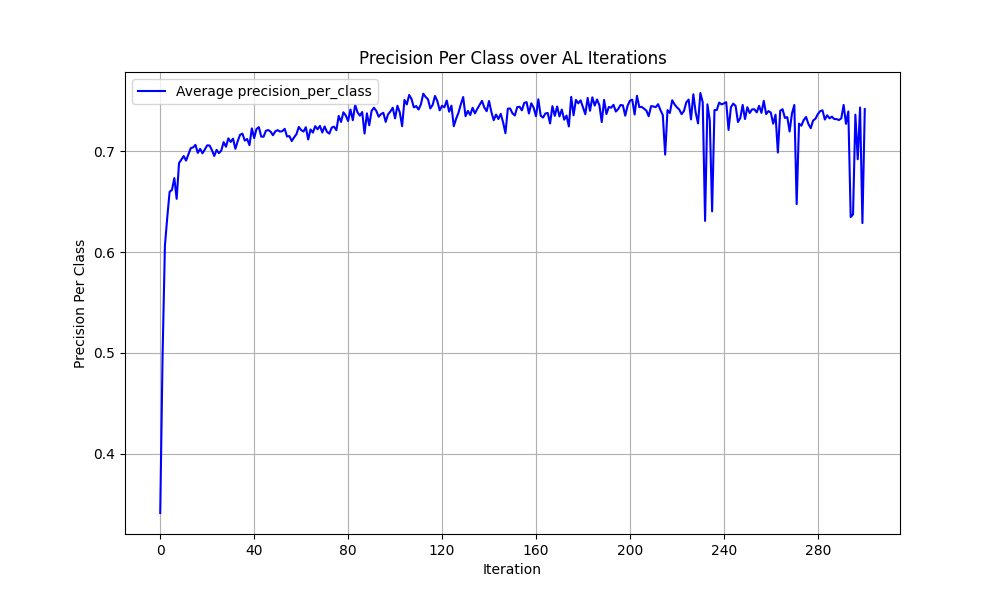 Precision Per Class over AL Iterations
Average precision_per_class
Precision Per Class
0.7
0.6
0.5
0.4
0 40 80 120 160 200 240 280
Iteration